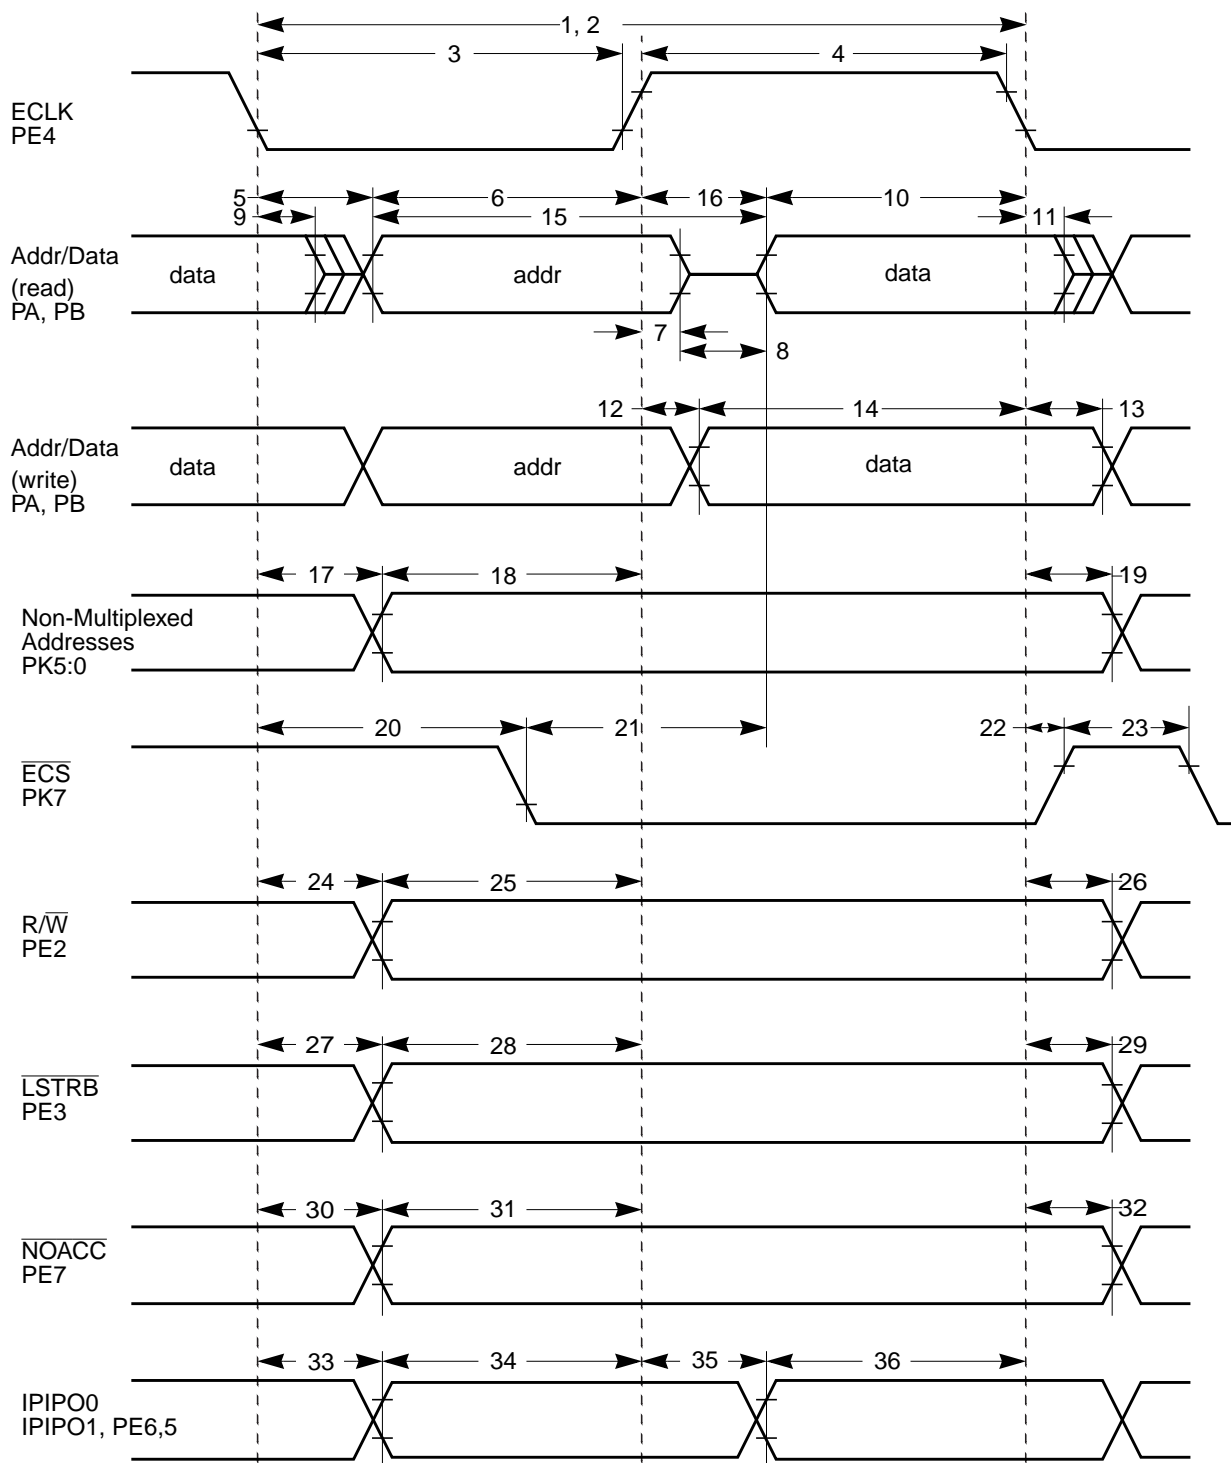 1, 2
3 4
ECLK
PE4
5 6 16 10
9 15 11
Addr/Data
(read)
PA, PB
data addr data
7
8
12 14 13
Addr/Data
(write)
PA, PB
data addr data
17 18 19
Non-Multiplexed
Addresses
PK5:0
20 21 22 23
ECS
PK7
24 25 26
R/W
PE2
27 28 29
LSTRB
PE3
30 31 32
NOACC
PE7
33 34 35 36
IPIPO0
IPIPO1, PE6,5